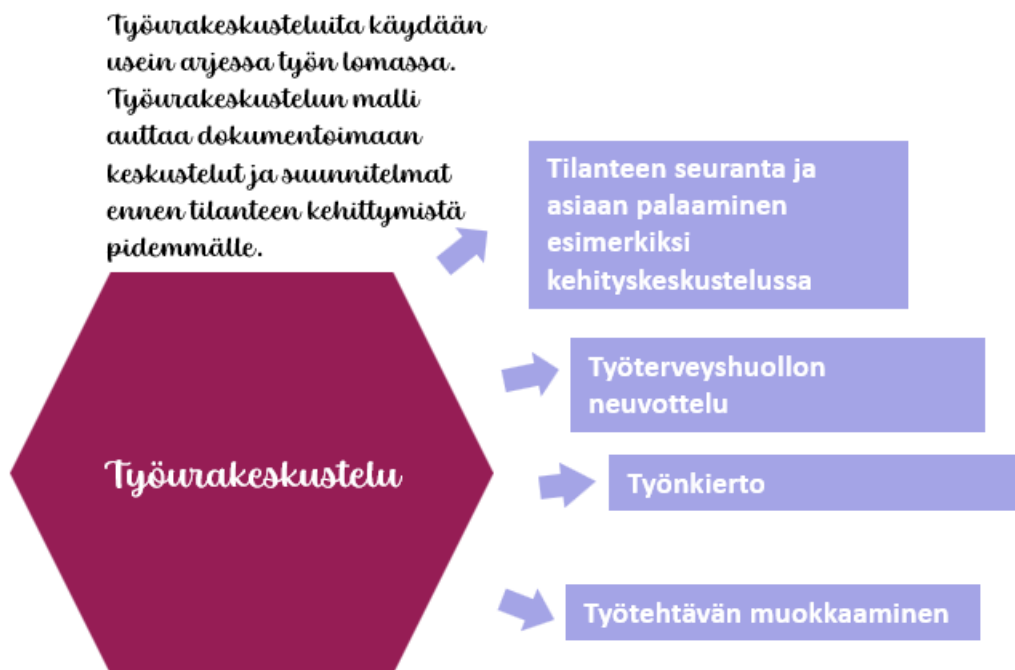 Työurakeskusteluita käydään
usein arjessa työn lomassa.
Työurakeskustelun malli
auttaa dokumentoimaan
keskustelut ja suunnitelmat
ennen tilanteen kehittymistä
pidemmälle.
Tilanteen seuranta ja
asiaan palaaminen
esimerkiksi
kehityskeskustelussa
Työterveyshuollon
neuvottelu
Työurakeskustelu
Työnkierto
Työtehtävän muokkaaminen